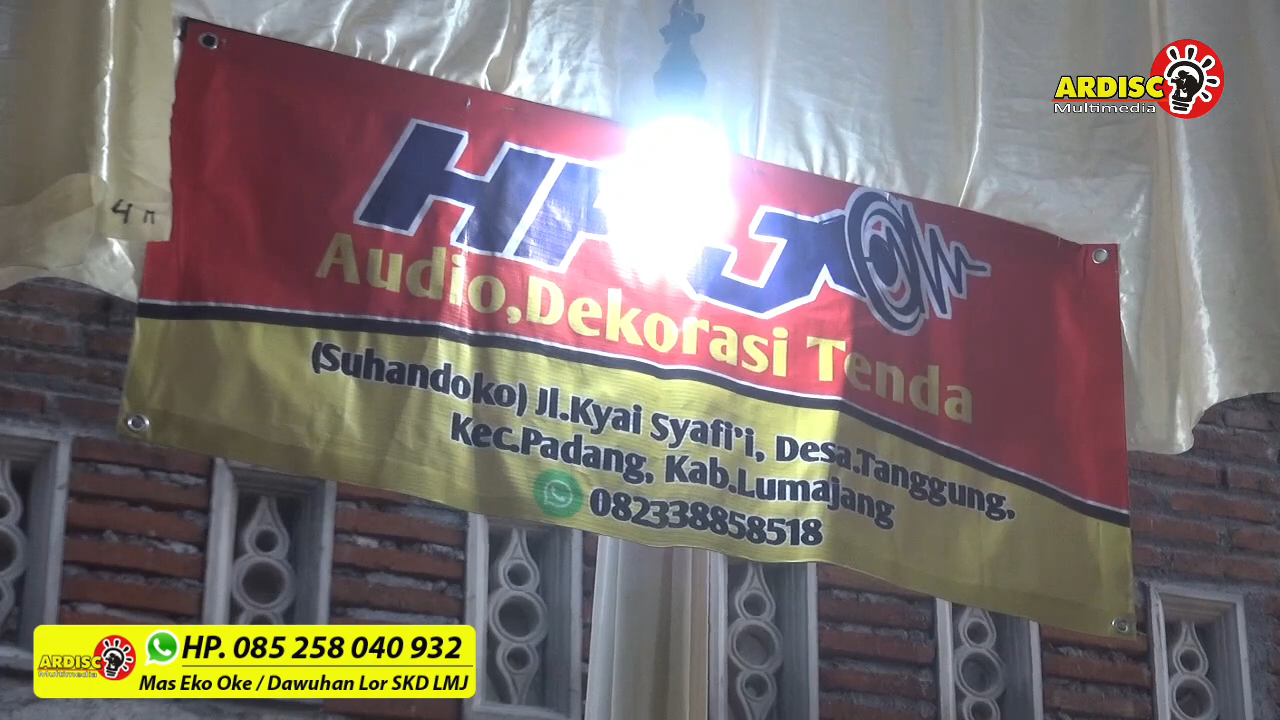 ARDISC
Multimedia
4 m
Audio,Dekorasi Tenda
(Suhandoko) Jl.Kyai Syafi'i, Desa.Tanggung,
Kec.Padang, Kab.Lumajang
082338858518
ARDISC
Multimedia
HP. 085 258 040 932
Mas Eko Oke / Dawuhan Lor SKD LMJ